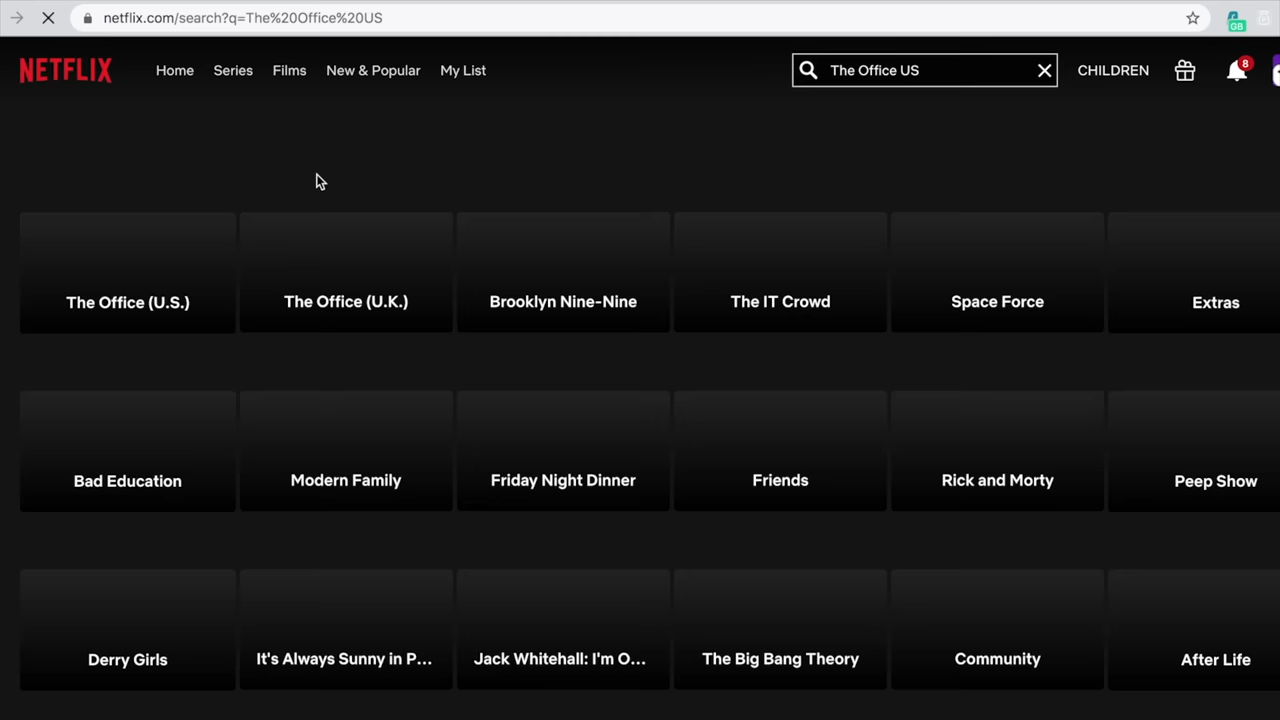 netflix.com/search?q=The%20Office%20US
GB
NETFLIX Home Series Films New & Popular My List The Office US CHILDREN 8
The Office (U.S.) The Office (U.K.) Brooklyn Nine-Nine The IT Crowd Space Force Extras
Bad Education Modern Family Friday Night Dinner Friends Rick and Morty Peep Show
Derry Girls It's Always Sunny in P... Jack Whitehall: I'm O... The Big Bang Theory Community After Life